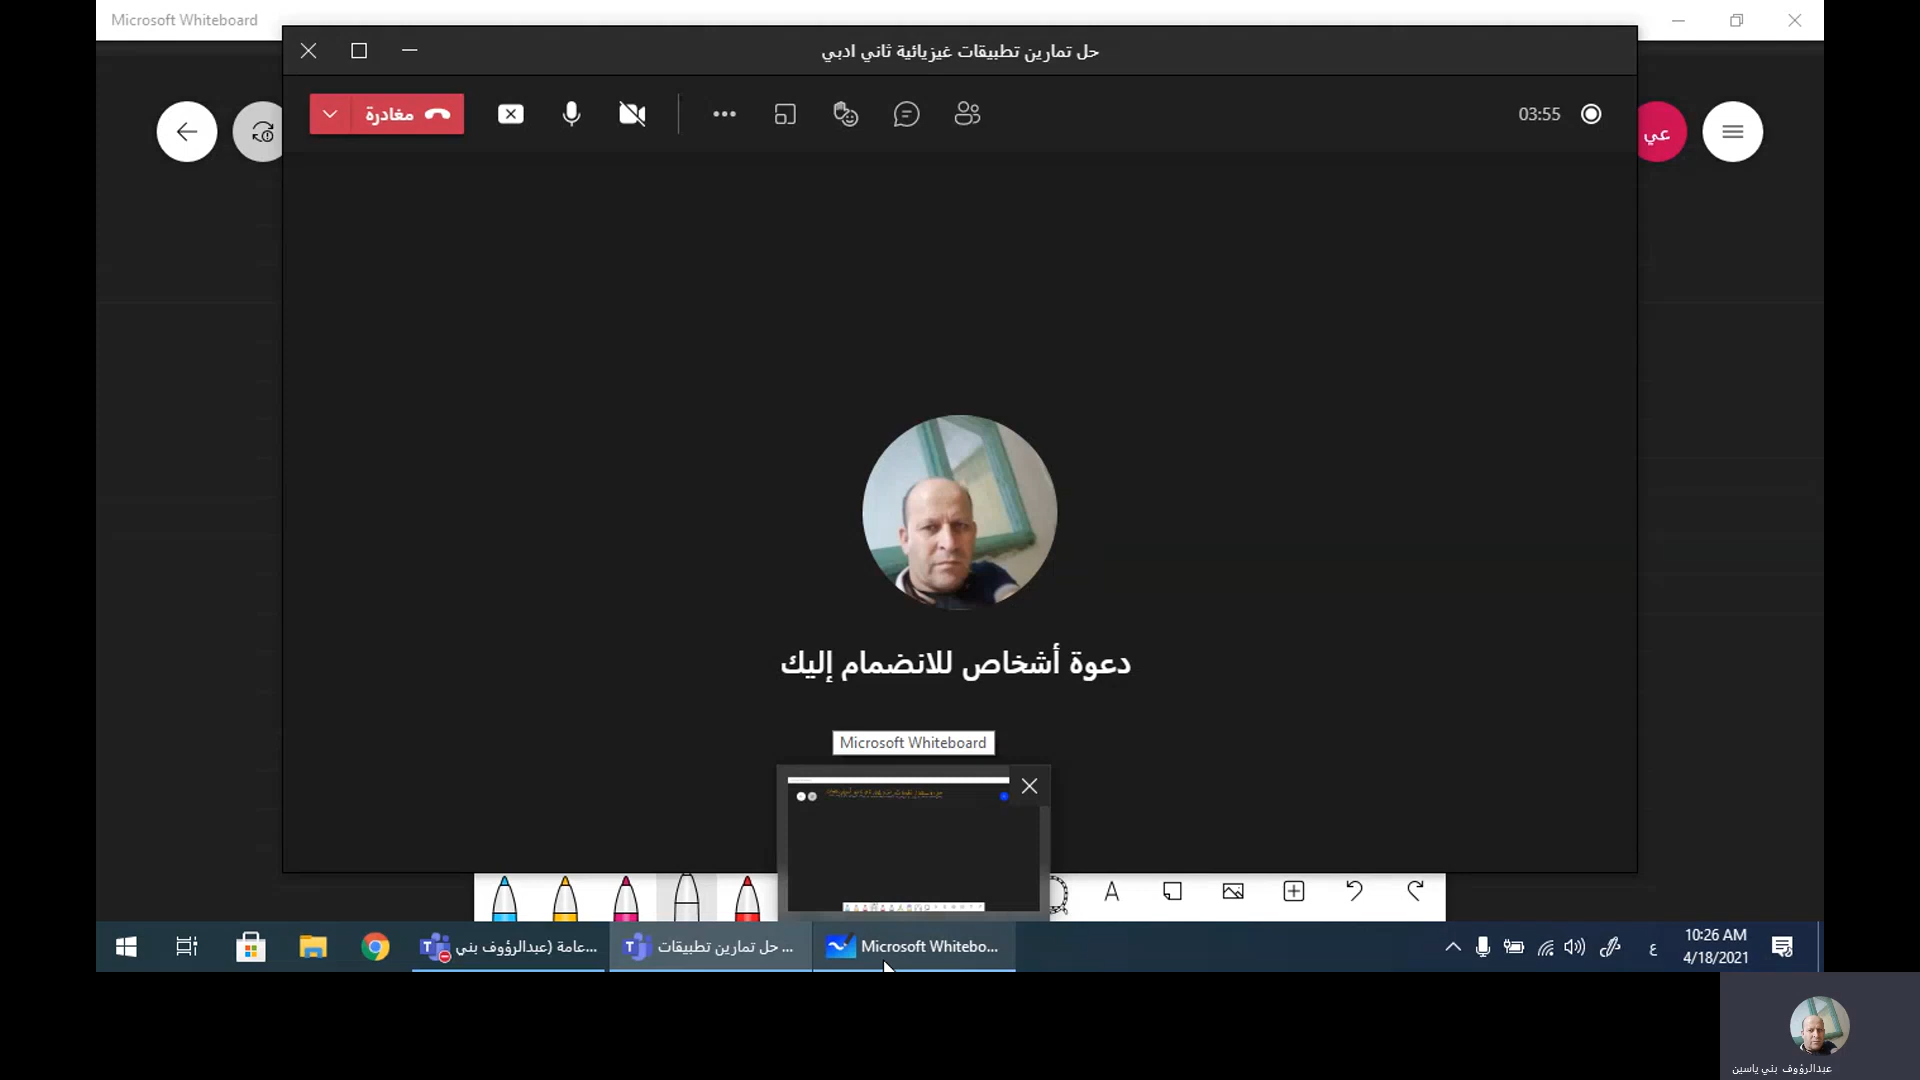 Microsoft Whiteboard
حل تمارين تطبيقات غيزيائية ثاني ادبي
مغادرة
03:55
عي
دعوة أشخاص للانضمام إليك
Microsoft Whiteboard
عامة (عبدالرؤوف بني...
حل تمارين تطبيقات ...
Microsoft Whitebo...
ع
10:26 AM
4/18/2021
عبدالرؤوف بني ياسين